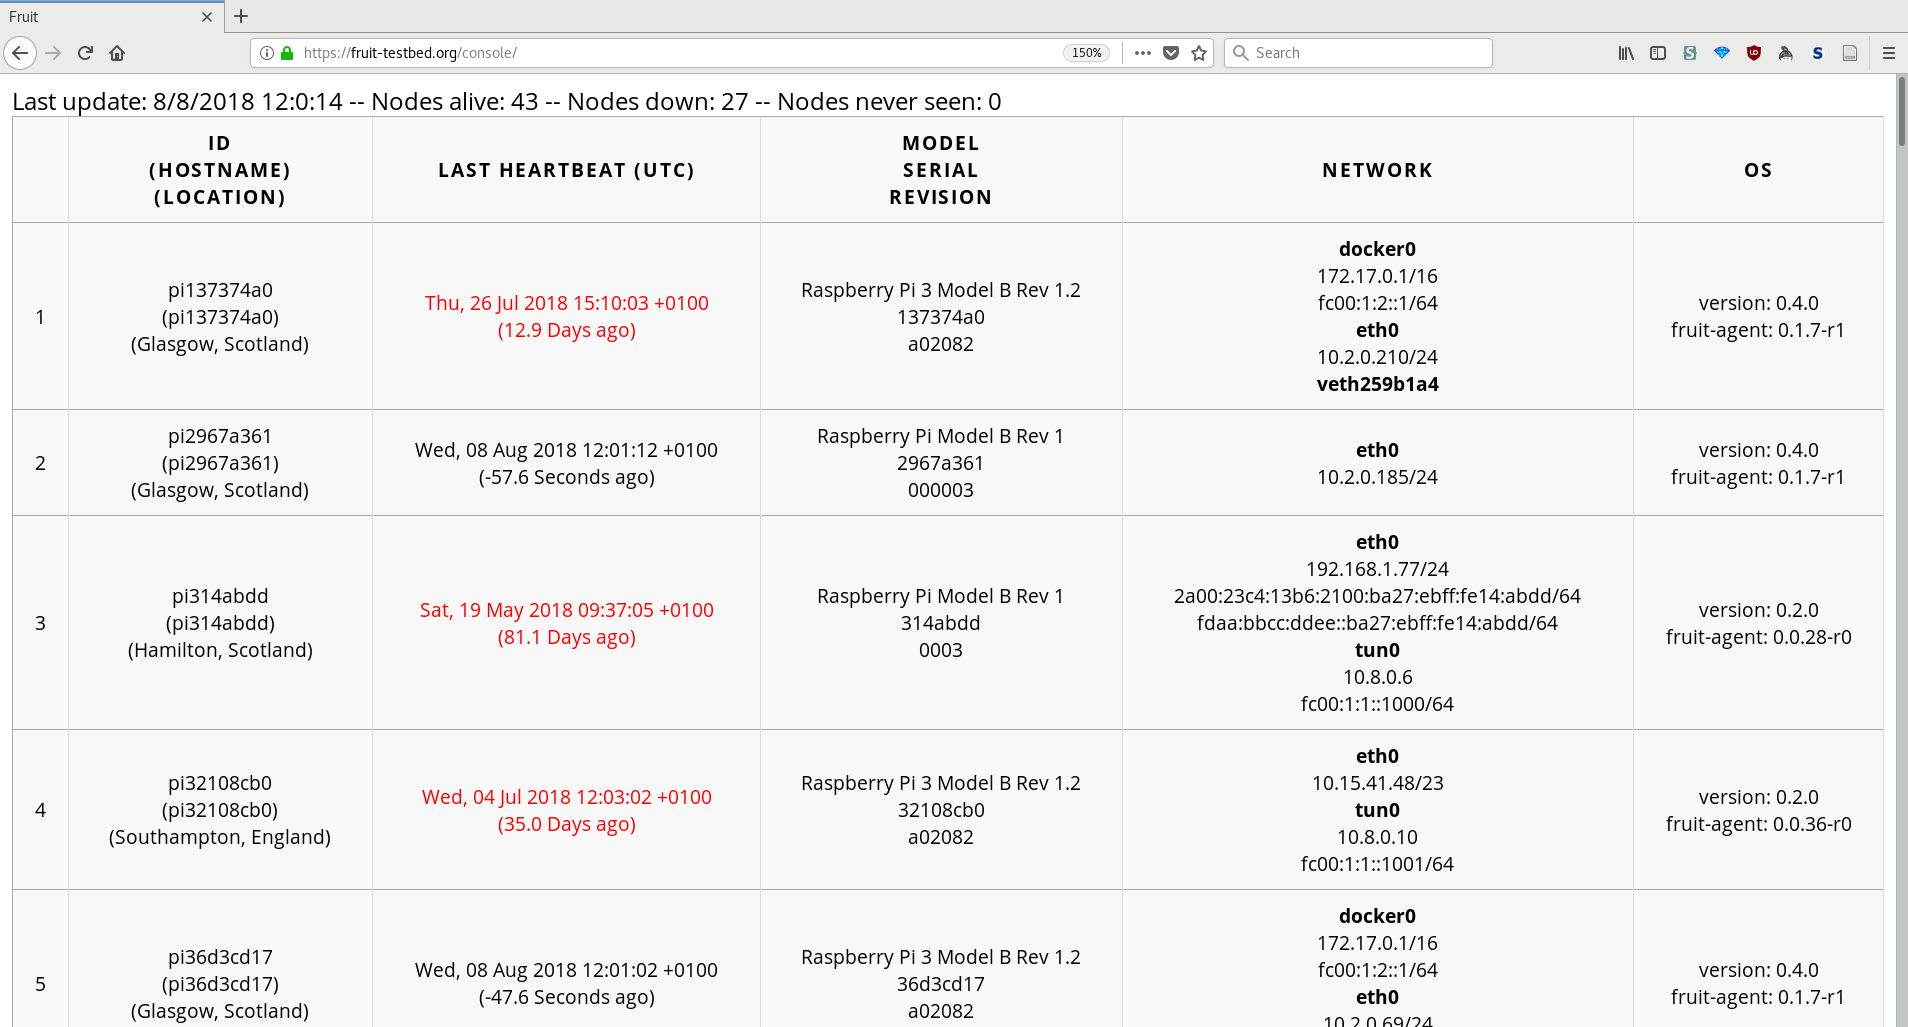 Fruit
https://fruit-testbed.org/console/
150%
Search
Last update: 8/8/2018 12:0:14 -- Nodes alive: 43 -- Nodes down: 27 -- Nodes never seen: 0
ID
(HOSTNAME)
(LOCATION)
LAST HEARTBEAT (UTC)
MODEL
SERIAL
REVISION
NETWORK
OS
1
pi137374a0
(pi137374a0)
(Glasgow, Scotland)
Thu, 26 Jul 2018 15:10:03 +0100
(12.9 Days ago)
Raspberry Pi 3 Model B Rev 1.2
137374a0
a02082
docker0
172.17.0.1/16
fc00:1:2::1/64
eth0
10.2.0.210/24
veth259b1a4
version: 0.4.0
fruit-agent: 0.1.7-r1
2
pi2967a361
(pi2967a361)
(Glasgow, Scotland)
Wed, 08 Aug 2018 12:01:12 +0100
(-57.6 Seconds ago)
Raspberry Pi Model B Rev 1
2967a361
000003
eth0
10.2.0.185/24
version: 0.4.0
fruit-agent: 0.1.7-r1
3
pi314abdd
(pi314abdd)
(Hamilton, Scotland)
Sat, 19 May 2018 09:37:05 +0100
(81.1 Days ago)
Raspberry Pi Model B Rev 1
314abdd
0003
eth0
192.168.1.77/24
2a00:23c4:13b6:2100:ba27:ebff:fe14:abdd/64
fdaa:bbcc:ddee::ba27:ebff:fe14:abdd/64
tun0
10.8.0.6
fc00:1:1::1000/64
version: 0.2.0
fruit-agent: 0.0.28-r0
4
pi32108cb0
(pi32108cb0)
(Southampton, England)
Wed, 04 Jul 2018 12:03:02 +0100
(35.0 Days ago)
Raspberry Pi 3 Model B Rev 1.2
32108cb0
a02082
eth0
10.15.41.48/23
tun0
10.8.0.10
fc00:1:1::1001/64
version: 0.2.0
fruit-agent: 0.0.36-r0
5
pi36d3cd17
(pi36d3cd17)
(Glasgow, Scotland)
Wed, 08 Aug 2018 12:01:02 +0100
(-47.6 Seconds ago)
Raspberry Pi 3 Model B Rev 1.2
36d3cd17
a02082
docker0
172.17.0.1/16
fc00:1:2::1/64
eth0
10.2.0.69/24
version: 0.4.0
fruit-agent: 0.1.7-r1